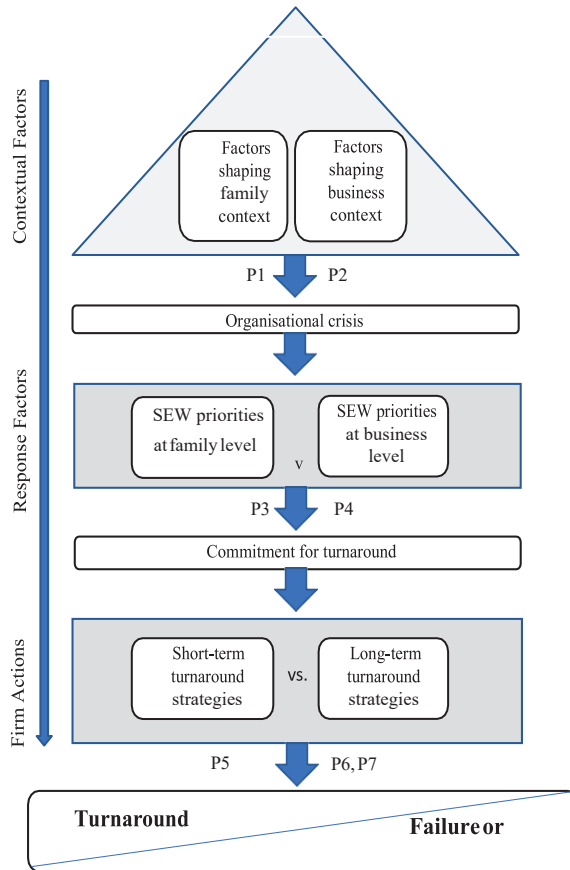 Contextual Factors
Factors
shaping
family
context
Factors
shaping
business
context
P1
P2
Organisational crisis
Response Factors
SEW priorities
at family level
v
SEW priorities
at business
level
P3
P4
Commitment for turnaround
Firm Actions
Short-term
turnaround
strategies
vs.
Long-term
turnaround
strategies
P5
P6, P7
Turnaround
Failure or